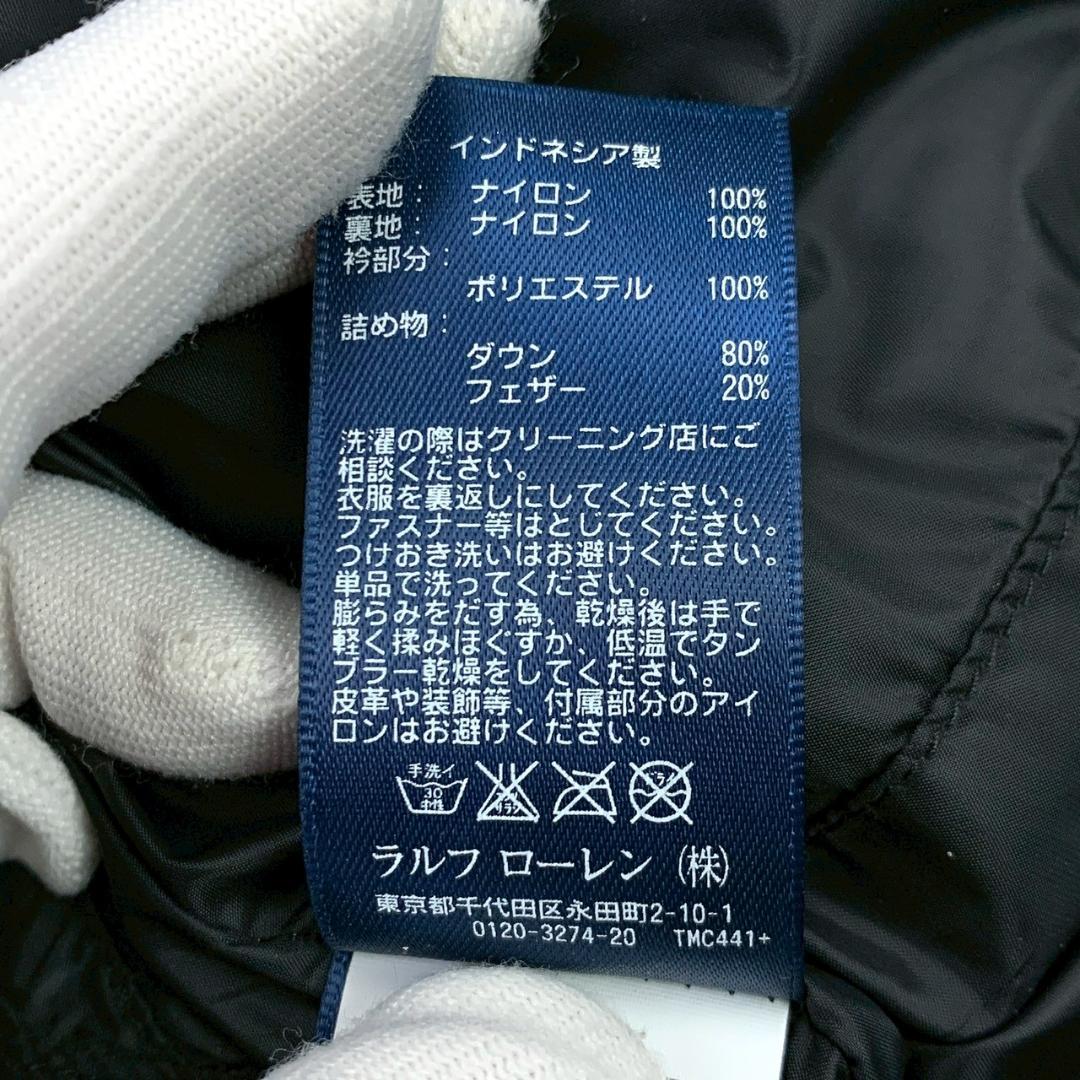 インドネシア製
表地： ナイロン 100%
裏地： ナイロン 100%
衿部分：
ポリエステル 100%
詰め物：
ダウン 80%
フェザー 20%
洗濯の際はクリーニング店にご
相談ください。
衣服を裏返しにしてください。
ファスナー等はとじてください。
つけおき洗いはお避けください。
単品で洗ってください。
膨らみをだす為、乾燥後は手で
軽く揉みほぐすか、低温でタン
ブラー乾燥をしてください。
皮革や装飾等、付属部分のアイ
ロンはお避けください。
手洗イ
30
中性
ラルフ ローレン (株)
東京都千代田区永田町2-10-1
0120-3274-20 TMC441+